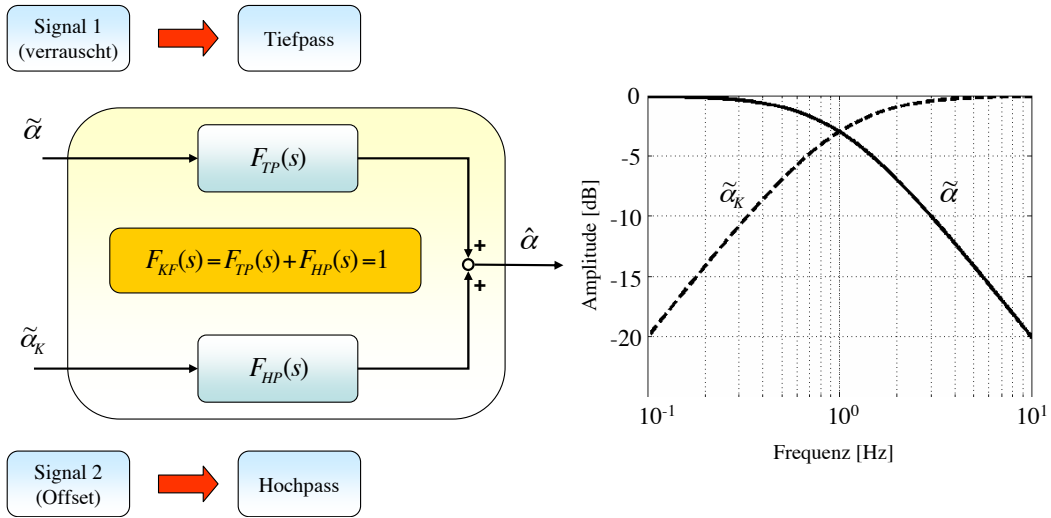 Signal 1
(verrauscht)
Tiefpass
α̃
F_TP(s)
+
α̂
F_KF(s) = F_TP(s) + F_HP(s) = 1
+
α̃_K
F_HP(s)
Signal 2
(Offset)
Hochpass
Amplitude [dB]
0
-5
-10
-15
-20
α̃_K
α̃
10^-1
10^0
10^1
Frequenz [Hz]